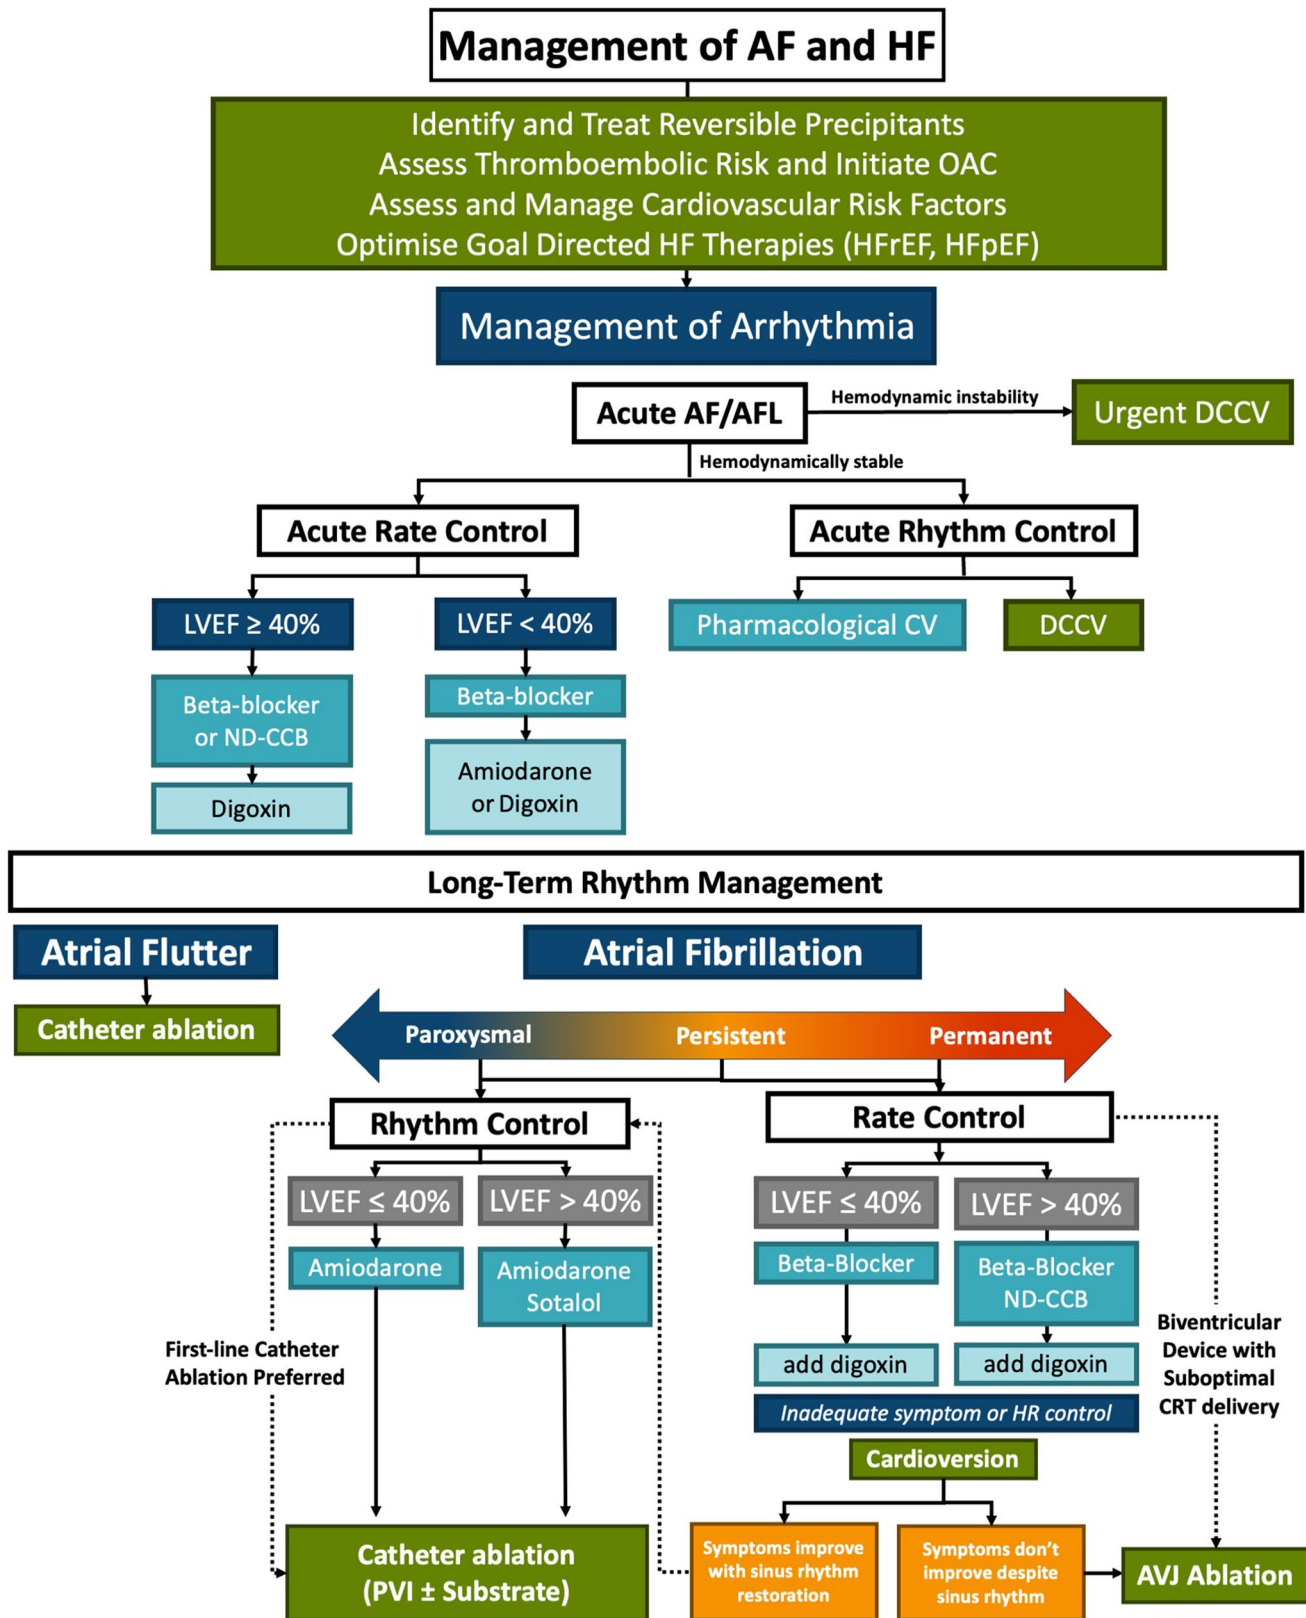 Management of AF and HF
Identify and Treat Reversible Precipitants
Assess Thromboembolic Risk and Initiate OAC
Assess and Manage Cardiovascular Risk Factors
Optimise Goal Directed HF Therapies (HFrEF, HFpEF)
Management of Arrhythmia
Acute AF/AFL
Hemodynamic instability
Urgent DCCV
Hemodynamically stable
Acute Rate Control
Acute Rhythm Control
LVEF ≥ 40%
LVEF < 40%
Pharmacological CV
DCCV
Beta-blocker
or ND-CCB
Digoxin
Beta-blocker
Amiodarone
or Digoxin
Long-Term Rhythm Management
Atrial Flutter
Catheter ablation
Atrial Fibrillation
Paroxysmal
Persistent
Permanent
Rhythm Control
LVEF ≤ 40%
LVEF > 40%
Amiodarone
Amiodarone
Sotalol
First-line Catheter
Ablation Preferred
Catheter ablation
(PVI ± Substrate)
Rate Control
LVEF ≤ 40%
LVEF > 40%
Beta-Blocker
Beta-Blocker
ND-CCB
add digoxin
add digoxin
Inadequate symptom or HR control
Cardioversion
Symptoms improve
with sinus rhythm
restoration
Symptoms don't
improve despite
sinus rhythm
Biventricular
Device with
Suboptimal
CRT delivery
AVJ Ablation